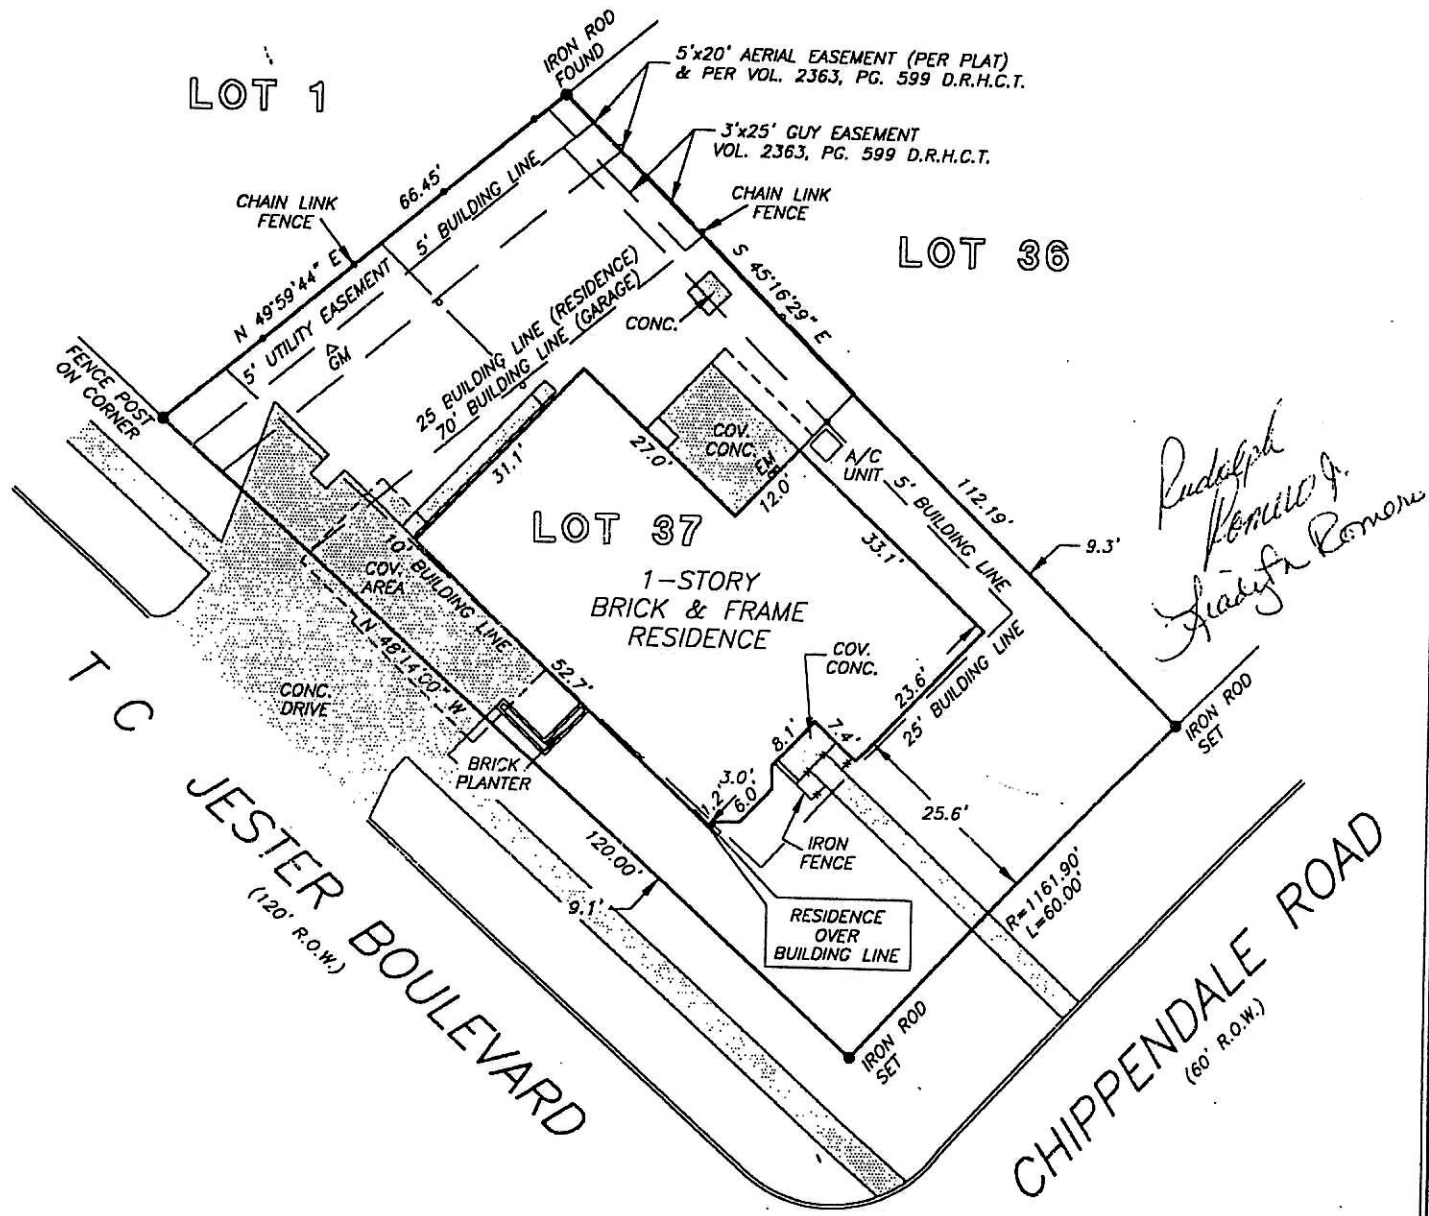 LOT 1
IRON ROD
FOUND
5'x20' AERIAL EASEMENT (PER PLAT)
& PER VOL. 2363, PG. 599 D.R.H.C.T.
3'x25' GUY EASEMENT
VOL. 2363, PG. 599 D.R.H.C.T.
CHAIN LINK
FENCE
66.45'
CHAIN LINK
FENCE
5' BUILDING LINE
LOT 36
N 49°59'44" E
5' UTILITY EASEMENT
S 45°16'29" E
GM
25 BUILDING LINE (RESIDENCE)
70' BUILDING LINE (GARAGE)
CONC.
FENCE POST
ON CORNER
COV.
CONC.
27.0'
EM
12.0'
A/C
UNIT
31.1'
5' BUILDING LINE
112.19'
9.3'
33.1'
Rudolph
LOT 37
1-STORY
BRICK & FRAME
RESIDENCE
10' BUILDING LINE
COV.
AREA
N 48°14'00" W
CONC.
DRIVE
52.7'
COV.
CONC.
23.6'
25' BUILDING LINE
8.1'
7.4'
Romero
IRON ROD
SET
BRICK
PLANTER
3.0'
1.2'
6.0'
IRON
FENCE
25.6'
120.00'
9.1'
RESIDENCE
OVER
BUILDING LINE
R=1161.90'
L=60.00'
IRON ROD
SET
T C JESTER BOULEVARD
(120' R.O.W.)
CHIPPENDALE ROAD
(60' R.O.W.)